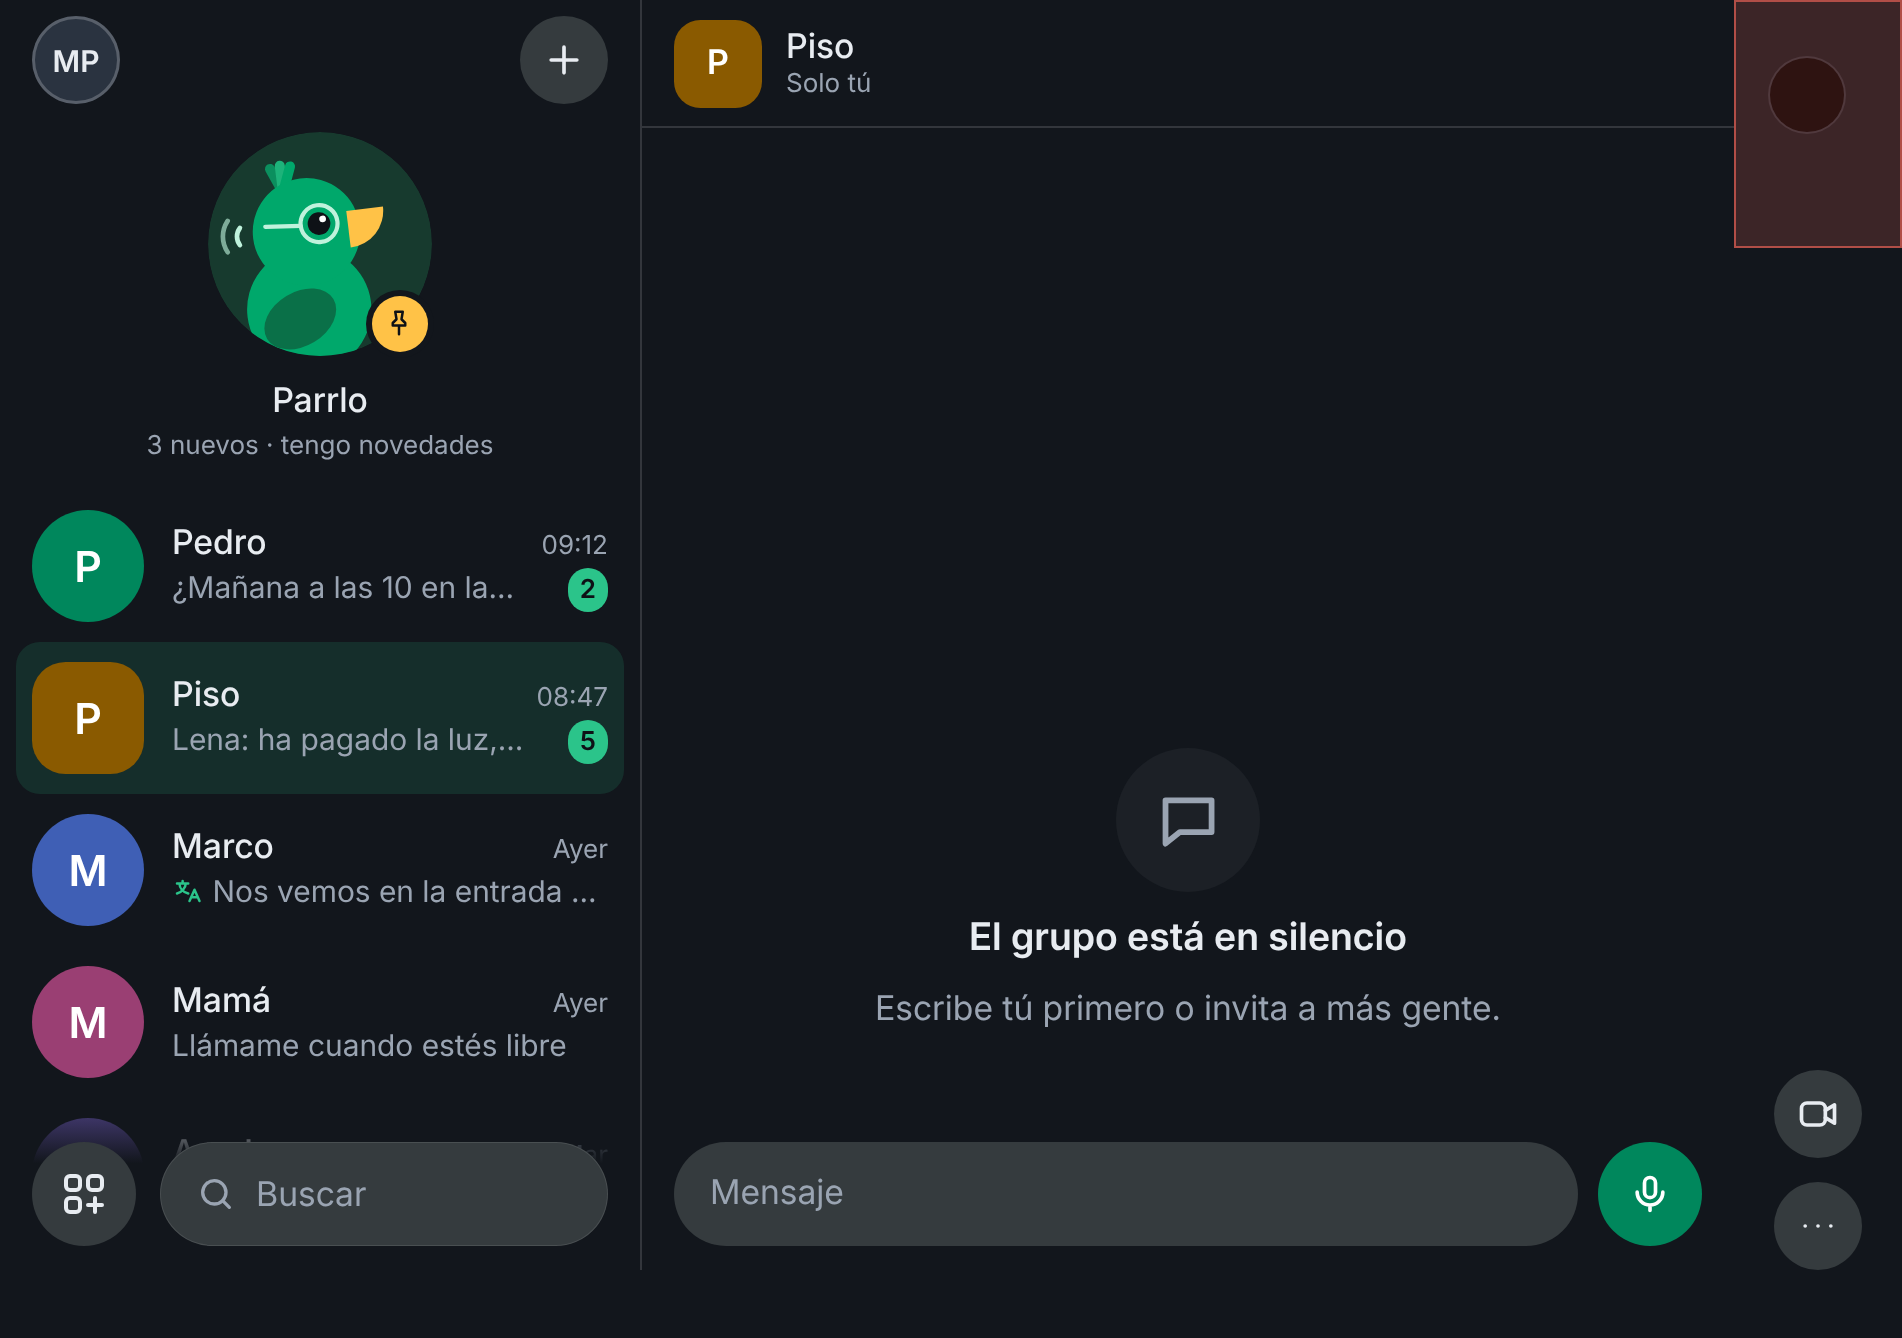 MP
Parrlo
3 nuevos · tengo novedades
P
Pedro
09:12
¿Mañana a las 10 en la...
2
P
Piso
08:47
Lena: ha pagado la luz,...
5
M
Marco
Ayer
Nos vemos en la entrada ...
M
Mamá
Ayer
Llámame cuando estés libre
Buscar
P
Piso
Solo tú
El grupo está en silencio
Escribe tú primero o invita a más gente.
Mensaje